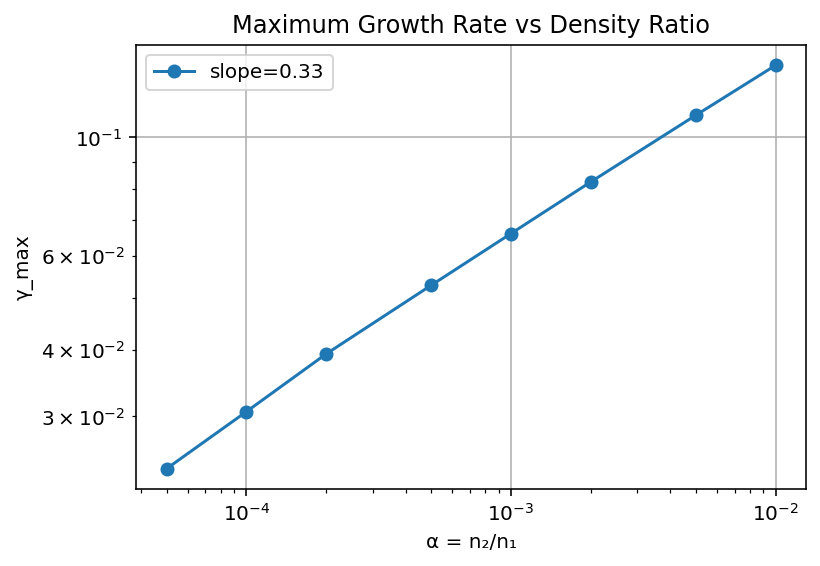 Maximum Growth Rate vs Density Ratio
slope=0.33
10⁻¹
6 × 10⁻²
4 × 10⁻²
3 × 10⁻²
γ_max
10⁻⁴
10⁻³
10⁻²
α = n₂/n₁